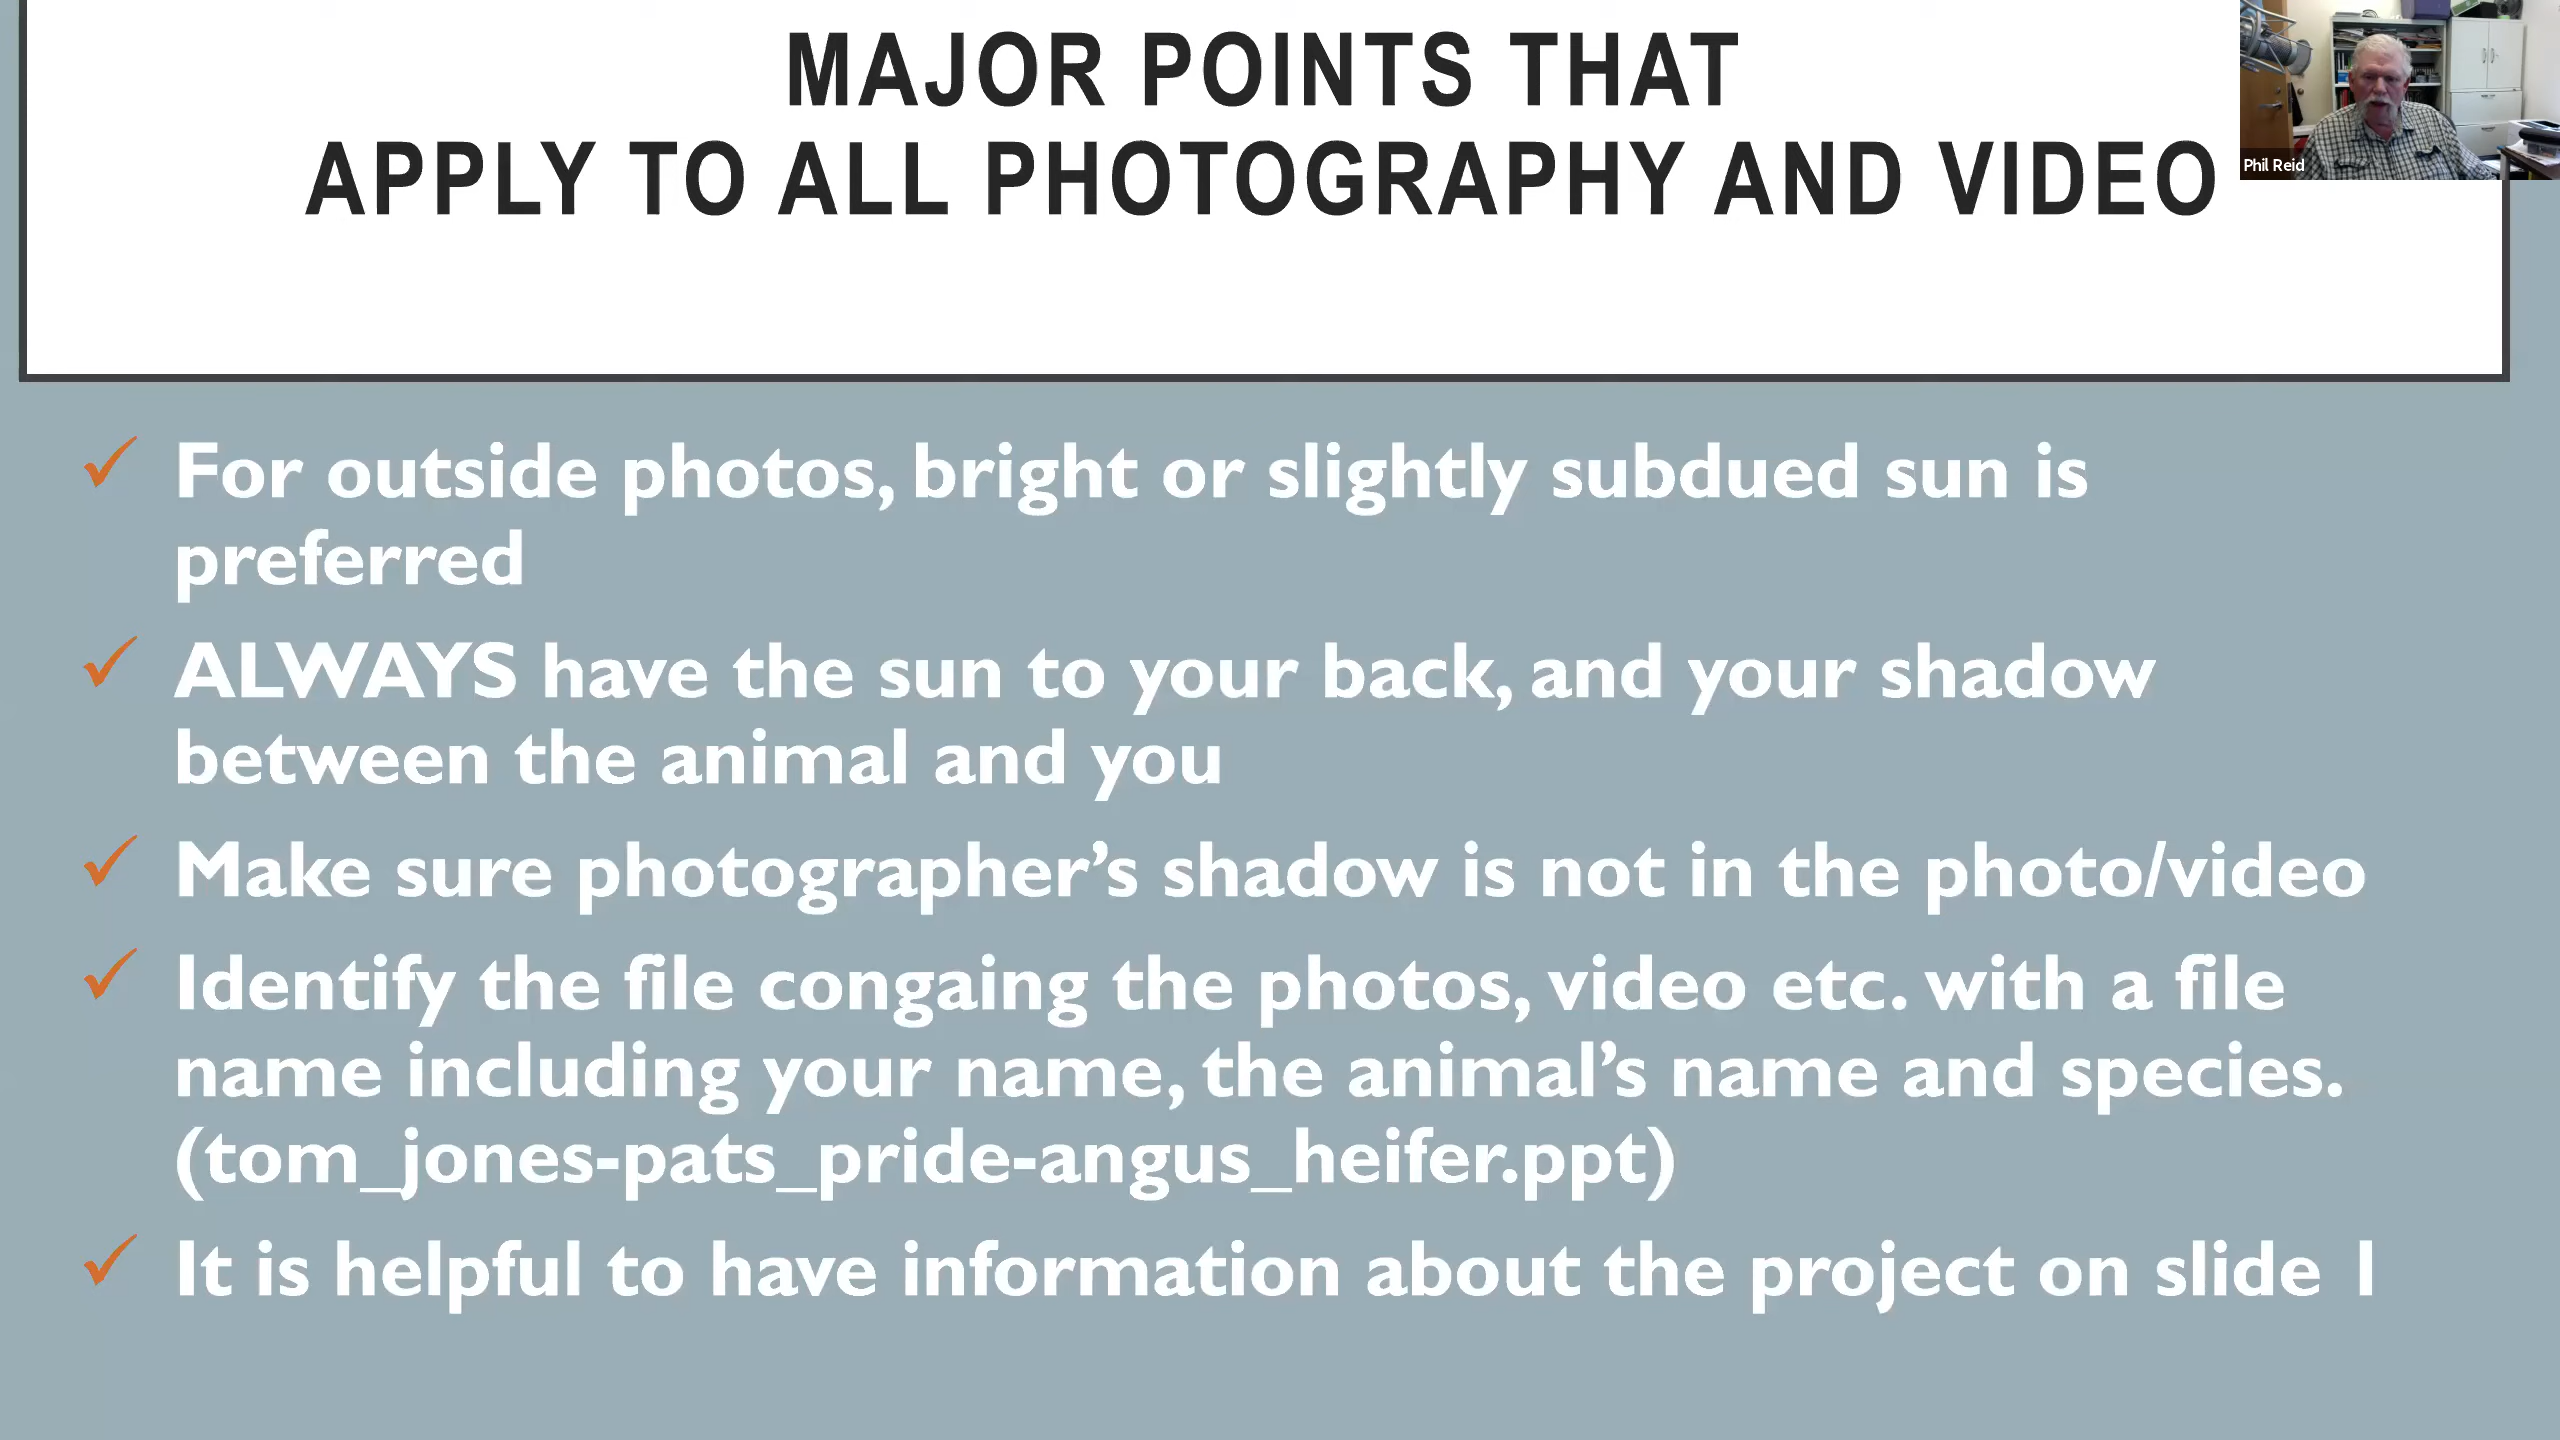 MAJOR POINTS THAT
APPLY TO ALL PHOTOGRAPHY AND VIDEO
Phil Reid
✓ For outside photos, bright or slightly subdued sun is
preferred
✓ ALWAYS have the sun to your back, and your shadow
between the animal and you
✓ Make sure photographer’s shadow is not in the photo/video
✓ Identify the file congaing the photos, video etc. with a file
name including your name, the animal’s name and species.
(tom_jones-pats_pride-angus_heifer.ppt)
✓ It is helpful to have information about the project on slide 1